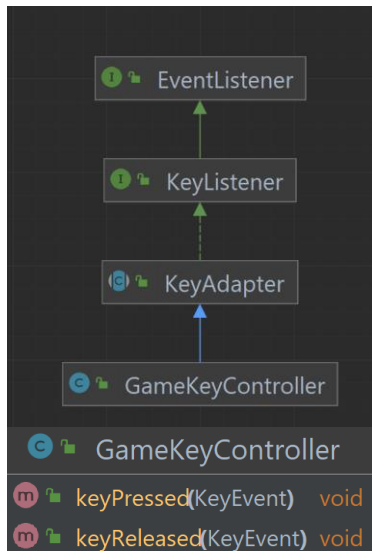 EventListener
KeyListener
KeyAdapter
GameKeyController
GameKeyController
keyPressed(KeyEvent) void
keyReleased(KeyEvent) void